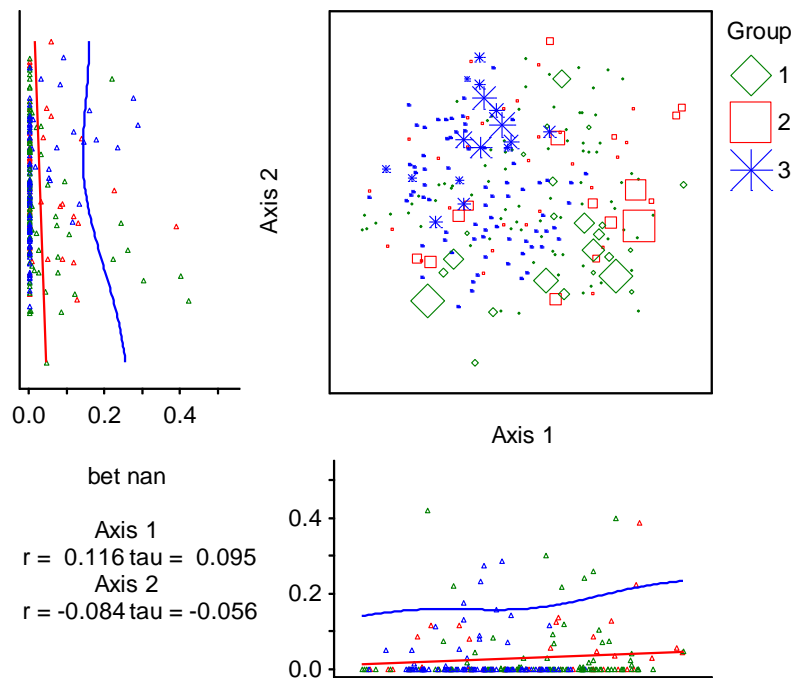 Group
1
2
3
Axis 2
0.0 0.2 0.4
Axis 1
bet nan
Axis 1
r = 0.116 tau = 0.095
Axis 2
r = -0.084 tau = -0.056
0.4
0.2
0.0